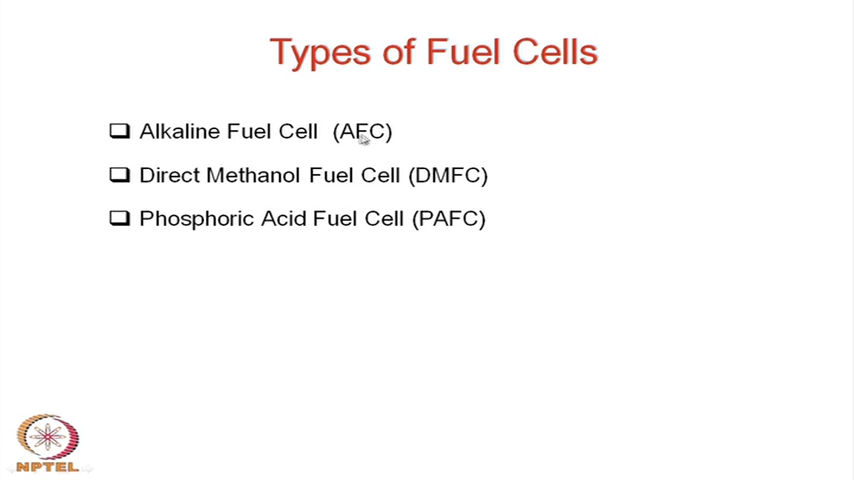 Types of Fuel Cells
Alkaline Fuel Cell (AFC)
Direct Methanol Fuel Cell (DMFC)
Phosphoric Acid Fuel Cell (PAFC)
NPTEL